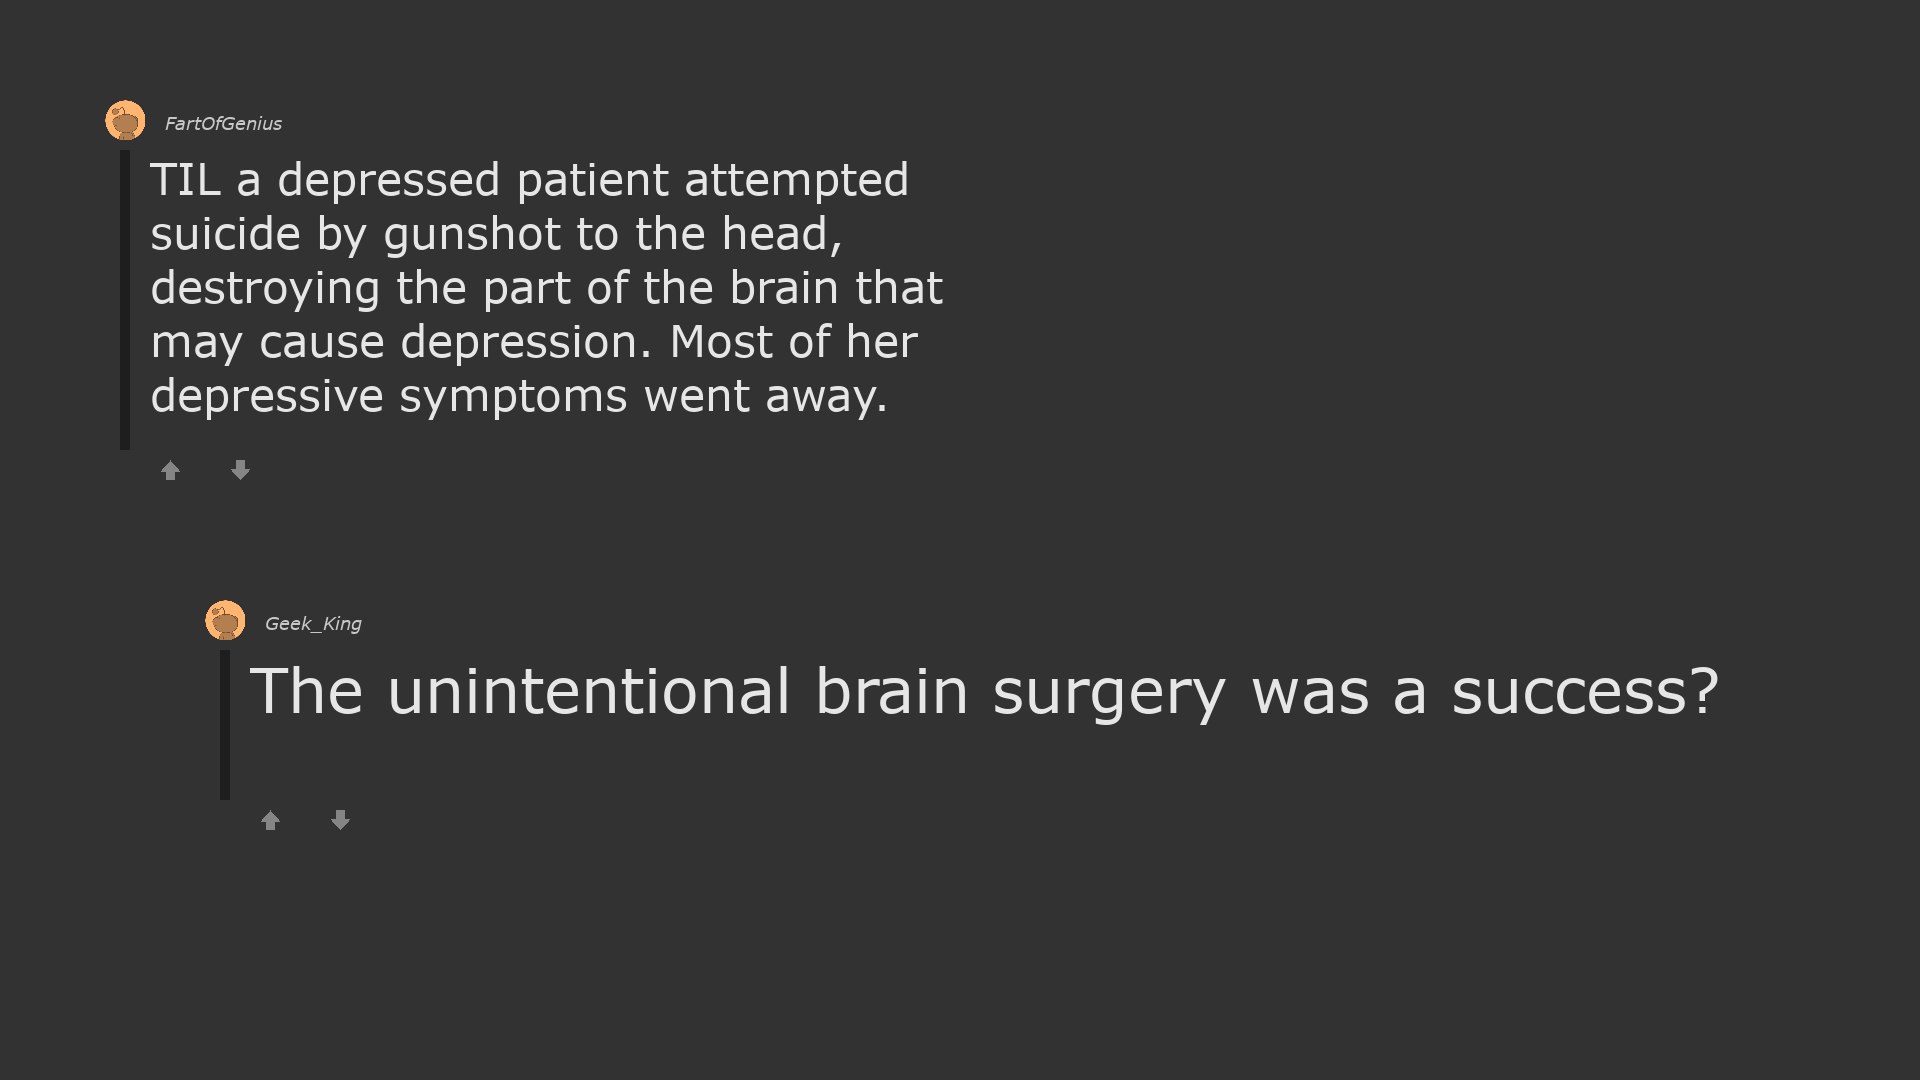 FartOfGenius
TIL a depressed patient attempted
suicide by gunshot to the head,
destroying the part of the brain that
may cause depression. Most of her
depressive symptoms went away.
Geek_King
The unintentional brain surgery was a success?